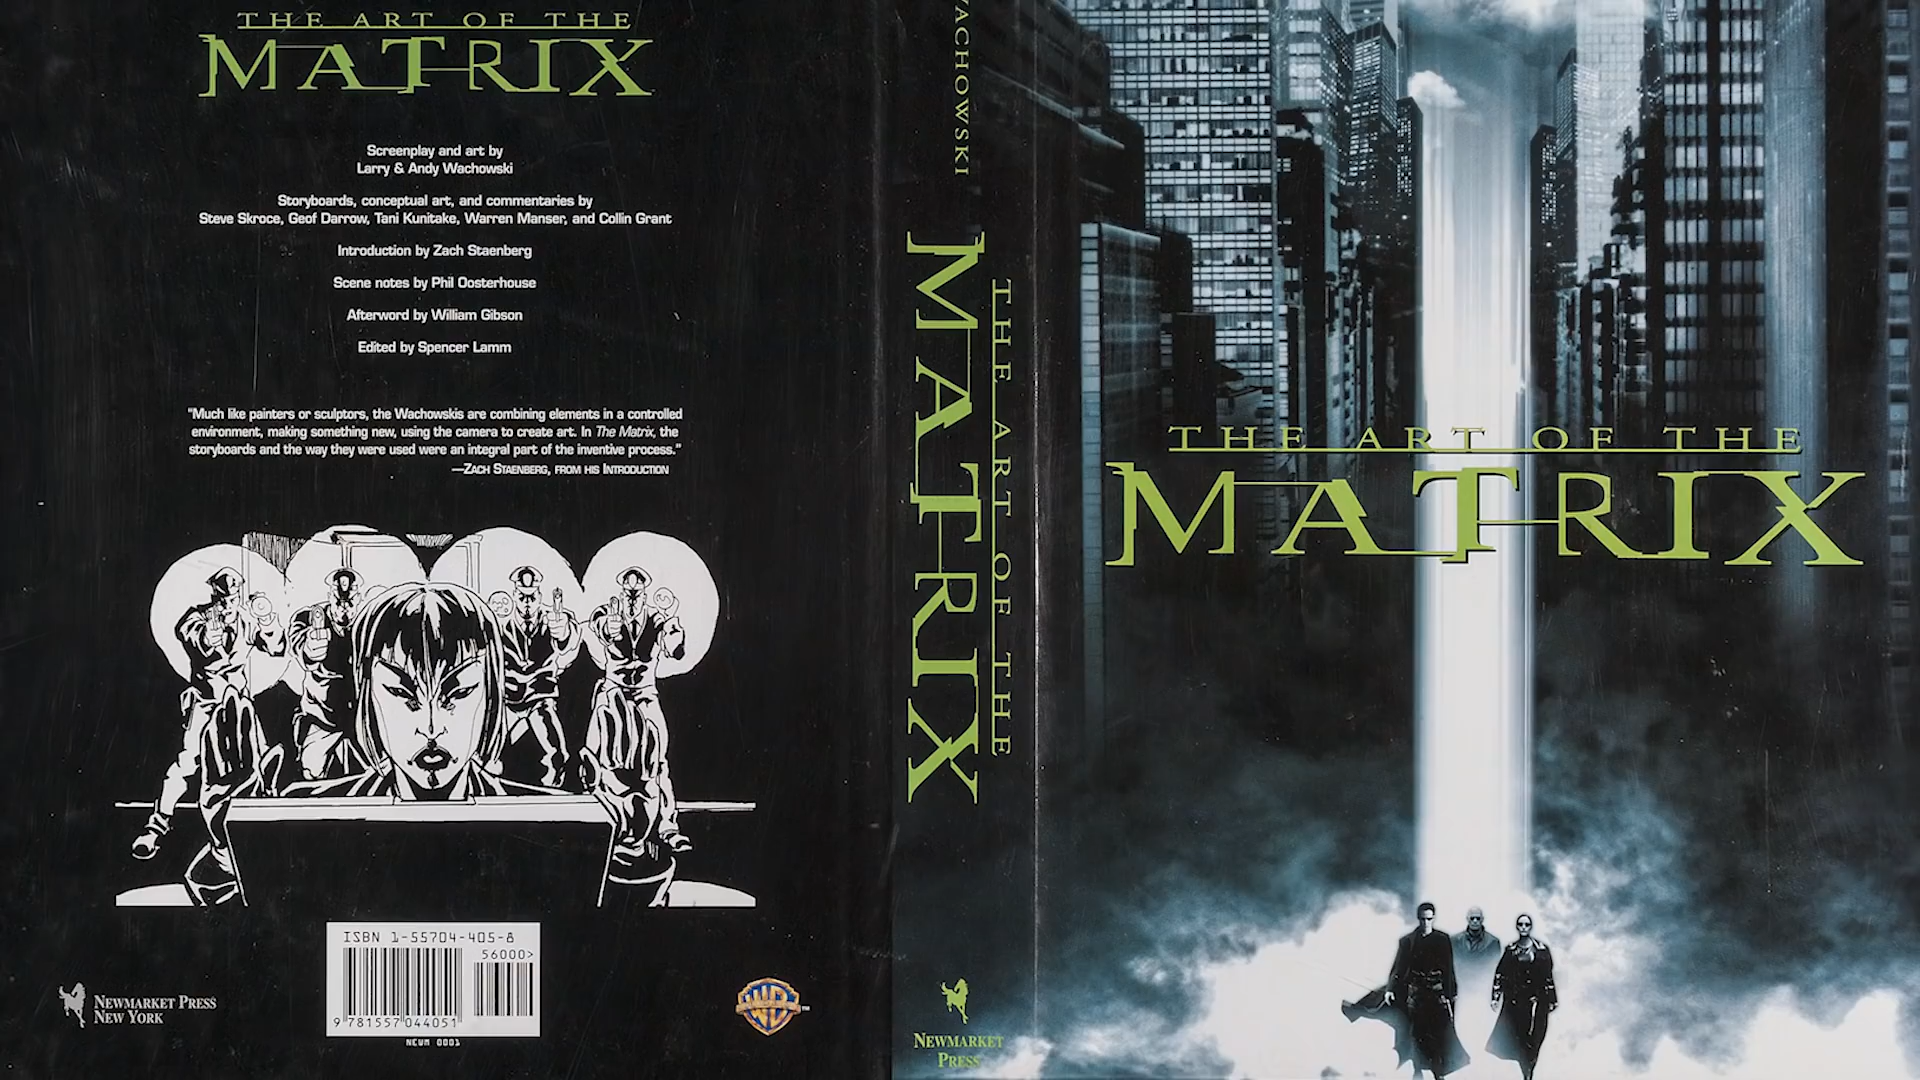 THE ART OF THE
MATRIX
Screenplay and art by
Larry & Andy Wachowski
Storyboards, conceptual art, and commentaries by
Steve Skroce, Geof Darrow, Tani Kunitake, Warren Manser, and Collin Grant
Introduction by Zach Staenberg
Scene notes by Phil Oosterhouse
Afterword by William Gibson
Edited by Spencer Lamm
"Much like painters or sculptors, the Wachowskis are combining elements in a controlled
environment, making something new, using the camera to create art. In The Matrix, the
storyboards and the way they were used were an integral part of the inventive process."
—ZACH STAENBERG, FROM HIS INTRODUCTION
ISBN 1-55704-405-8
56000>
9 781557 044051
NEWM 0001
NEWMARKET PRESS
NEW YORK
WB
TM
WACHOWSKI
THE ART OF THE
MATRIX
NEWMARKET
PRESS
THE ART OF THE
MATRIX